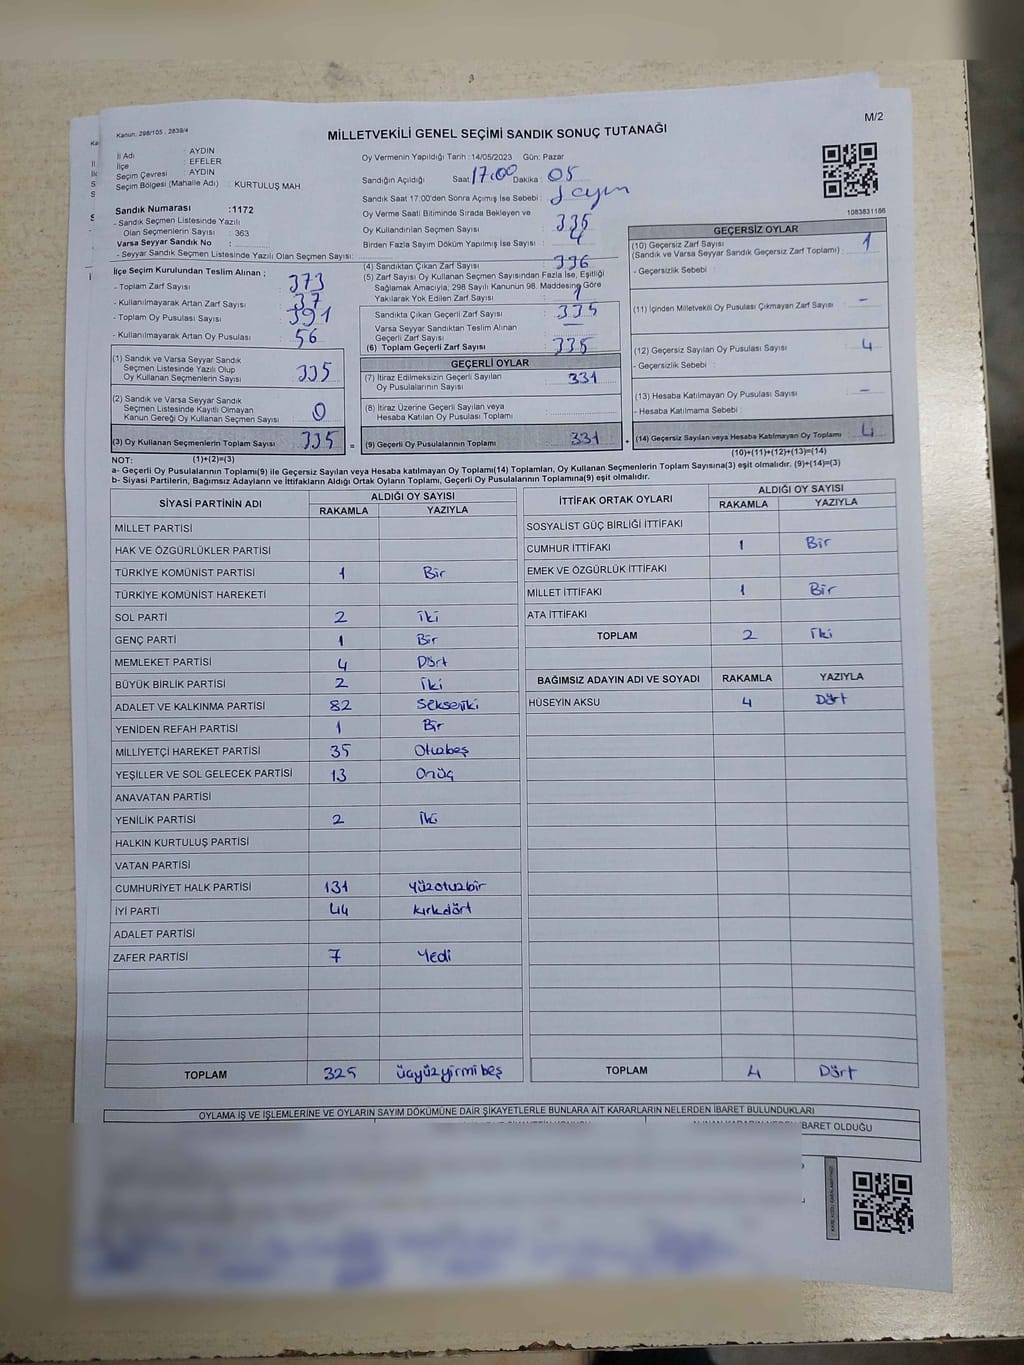 Kanun: 298/105 , 2839/4
MİLLETVEKİLİ GENEL SEÇİMİ SANDIK SONUÇ TUTANAĞI
M/2
İl Adı : AYDIN
İlçe : EFELER
Seçim Çevresi : AYDIN
Seçim Bölgesi (Mahalle Adı) : KURTULUŞ MAH
Oy Vermenin Yapıldığı Tarih : 14/05/2023 Gün: Pazar
Sandığın Açıldığı Saat: 17:00 Dakika : 05
Sandık Saat 17.00'den Sonra Açımış İse Sebebi : sayım
Oy Verme Saati Bitiminde Sırada Bekleyen ve
Oy Kullandırılan Seçmen Sayısı : 335
Birden Fazla Sayım Döküm Yapılmış İse Sayısı : 4
1083831186
Sandık Numarası :1172
- Sandık Seçmen Listesinde Yazılı
Olan Seçmenlerin Sayısı : 363
Varsa Seyyar Sandık No :
- Seyyar Sandık Seçmen Listesinde Yazılı Olan Seçmen Sayısı:
İlçe Seçim Kurulundan Teslim Alınan ;
- Toplam Zarf Sayısı : 373
- Kullanılmayarak Artan Zarf Sayısı : 37
- Toplam Oy Pusulası Sayısı : 391
- Kullanılmayarak Artan Oy Pusulası : 56
(1) Sandık ve Varsa Seyyar Sandık
Seçmen Listesinde Yazılı Olup
Oy Kullanan Seçmenlerin Sayısı : 335
(2) Sandık ve Varsa Seyyar Sandık
Seçmen Listesinde Kayıtlı Olmayan
Kanun Gereği Oy Kullanan Seçmen Sayısı : 0
(3) Oy Kullanan Seçmenlerin Toplam Sayısı : 335
(4) Sandıktan Çıkan Zarf Sayısı : 336
(5) Zarf Sayısı Oy Kullanan Seçmen Sayısından Fazla İse, Eşitliği
Sağlamak Amacıyla; 298 Sayılı Kanunun 98. Maddesine Göre
Yakılarak Yok Edilen Zarf Sayısı : 1
Sandıkta Çıkan Geçerli Zarf Sayısı : 335
Varsa Seyyar Sandıktan Teslim Alınan
Geçerli Zarf Sayısı : —
(6) Toplam Geçerli Zarf Sayısı : 335
GEÇERLİ OYLAR
(7) İtiraz Edilmeksizin Geçerli Sayılan
Oy Pusulalarının Sayısı : 331
(8) İtiraz Üzerine Geçerli Sayılan veya
Hesaba Katılan Oy Pusulası Toplamı :
= (9) Geçerli Oy Pusulalarının Toplamı : 331
GEÇERSİZ OYLAR
(10) Geçersiz Zarf Sayısı
(Sandık ve Varsa Seyyar Sandık Geçersiz Zarf Toplamı) : 1
- Geçersizlik Sebebi :
(11) İçinden Milletvekili Oy Pusulası Çıkmayan Zarf Sayısı : –
(12) Geçersiz Sayılan Oy Pusulası Sayısı : 4
- Geçersizlik Sebebi :
(13) Hesaba Katılmayan Oy Pusulası Sayısı : –
- Hesaba Katılmama Sebebi :
+ (14) Geçersiz Sayılan veya Hesaba Katılmayan Oy Toplamı : 4
NOT: (1)+(2)=(3)
(10)+(11)+(12)+(13)=(14)
a- Geçerli Oy Pusulalarının Toplamı(9) ile Geçersiz Sayılan veya Hesaba katılmayan Oy Toplamı(14) Toplamları, Oy Kullanan Seçmenlerin Toplam Sayısına(3) eşit olmalıdır. (9)+(14)=(3)
b- Siyasi Partilerin, Bağımsız Adayların ve İttifakların Aldığı Ortak Oyların Toplamı, Geçerli Oy Pusulalarının Toplamına(9) eşit olmalıdır.
SİYASİ PARTİNİN ADI ALDIĞI OY SAYISI
RAKAMLA YAZIYLA
MİLLET PARTİSİ
HAK VE ÖZGÜRLÜKLER PARTİSİ
TÜRKİYE KOMÜNİST PARTİSİ 1 Bir
TÜRKİYE KOMÜNİST HAREKETİ
SOL PARTİ 2 iki
GENÇ PARTİ 1 Bir
MEMLEKET PARTİSİ 4 Dört
BÜYÜK BİRLİK PARTİSİ 2 iki
ADALET VE KALKINMA PARTİSİ 82 Sekseniki
YENİDEN REFAH PARTİSİ 1 Bir
MİLLİYETÇİ HAREKET PARTİSİ 35 Otuzbeş
YEŞİLLER VE SOL GELECEK PARTİSİ 13 Onüç
ANAVATAN PARTİSİ
YENİLİK PARTİSİ 2 İki
HALKIN KURTULUŞ PARTİSİ
VATAN PARTİSİ
CUMHURİYET HALK PARTİSİ 131 Yüzotuzbir
İYİ PARTİ 44 kırkdört
ADALET PARTİSİ
ZAFER PARTİSİ 7 Yedi
TOPLAM 325 üçyüzyirmibeş
İTTİFAK ORTAK OYLARI ALDIĞI OY SAYISI
RAKAMLA YAZIYLA
SOSYALİST GÜÇ BİRLİĞİ İTTİFAKI
CUMHUR İTTİFAKI 1 Bir
EMEK VE ÖZGÜRLÜK İTTİFAKI
MİLLET İTTİFAKI 1 Bir
ATA İTTİFAKI
TOPLAM 2 iki
BAĞIMSIZ ADAYIN ADI VE SOYADI RAKAMLA YAZIYLA
HÜSEYİN AKSU 4 Dört
TOPLAM 4 Dört
OYLAMA İŞ VE İŞLEMLERİNE VE OYLARIN SAYIM DÖKÜMÜNE DAİR ŞİKAYETLERLE BUNLARA AİT KARARLARIN NELERDEN İBARET BULUNDUKLARI
İBARET OLDUĞU